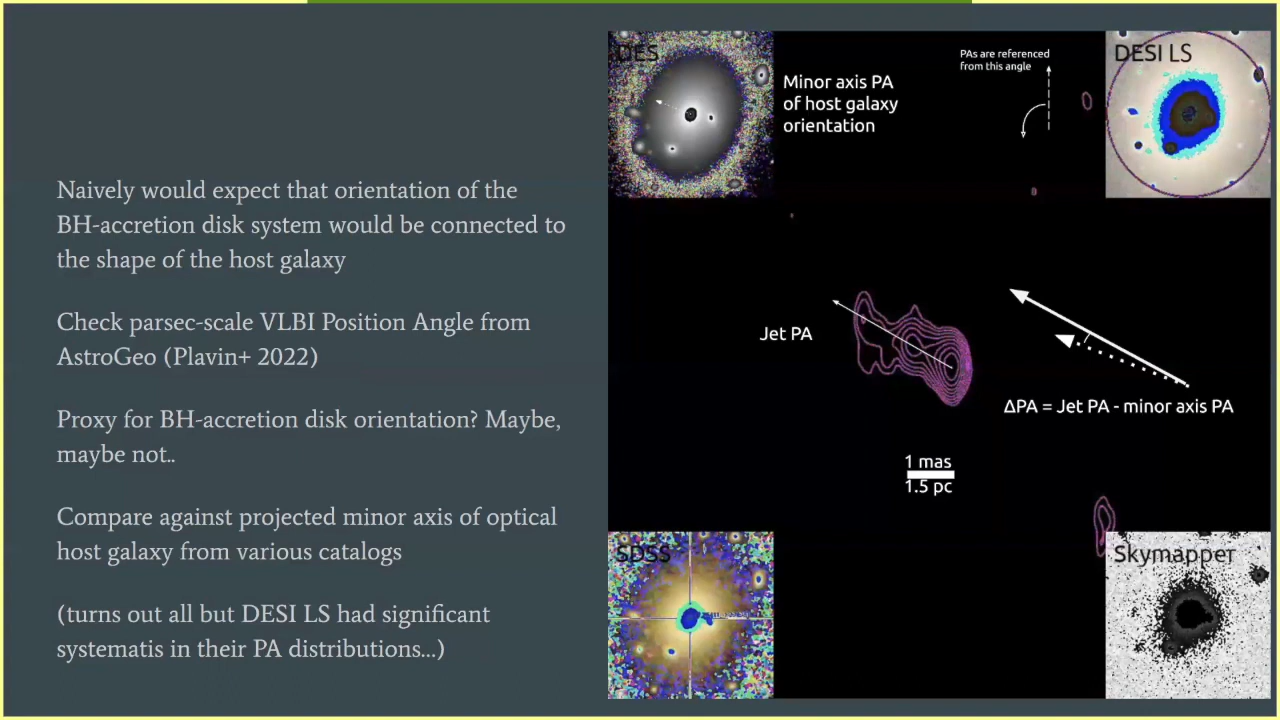 Naively would expect that orientation of the
BH-accretion disk system would be connected to
the shape of the host galaxy
Check parsec-scale VLBI Position Angle from
AstroGeo (Plavin+ 2022)
Proxy for BH-accretion disk orientation? Maybe,
maybe not..
Compare against projected minor axis of optical
host galaxy from various catalogs
(turns out all but DESI LS had significant
systematis in their PA distributions...)
DES
Minor axis PA
of host galaxy
orientation
PAs are referenced
from this angle
DESI LS
Jet PA
ΔPA = Jet PA - minor axis PA
1 mas
1.5 pc
SDSS
Skymapper